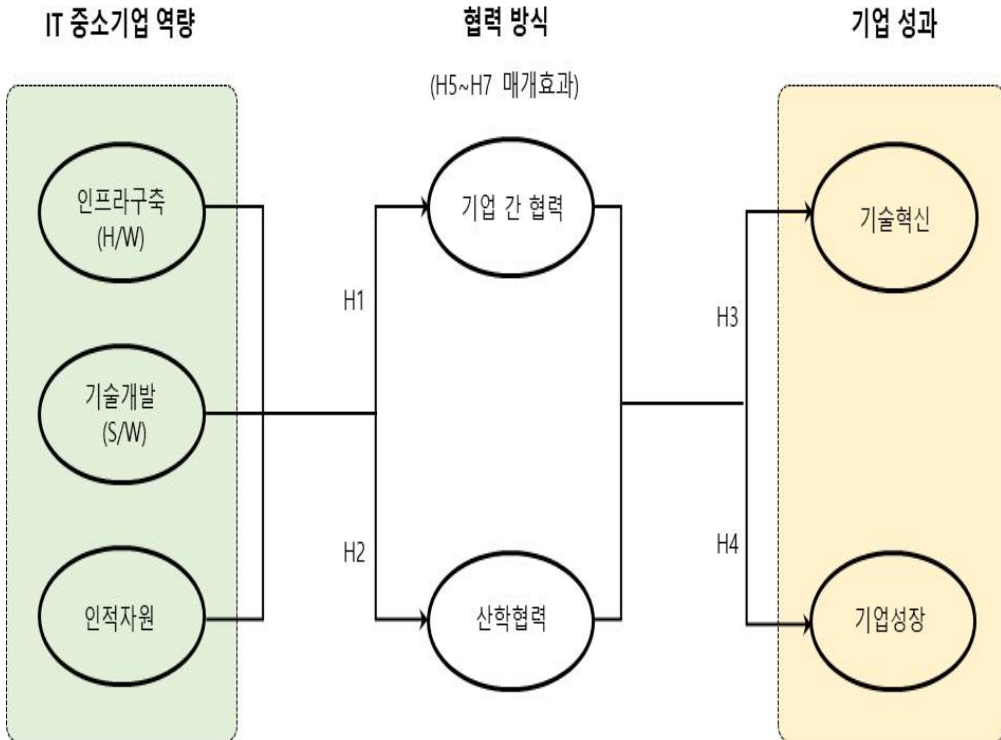 IT 중소기업 역량
협력 방식
기업 성과
(H5~H7 매개효과)
인프라구축
(H/W)
기업 간 협력
기술혁신
H1
H3
기술개발
(S/W)
H2
H4
인적자원
산학협력
기업성장